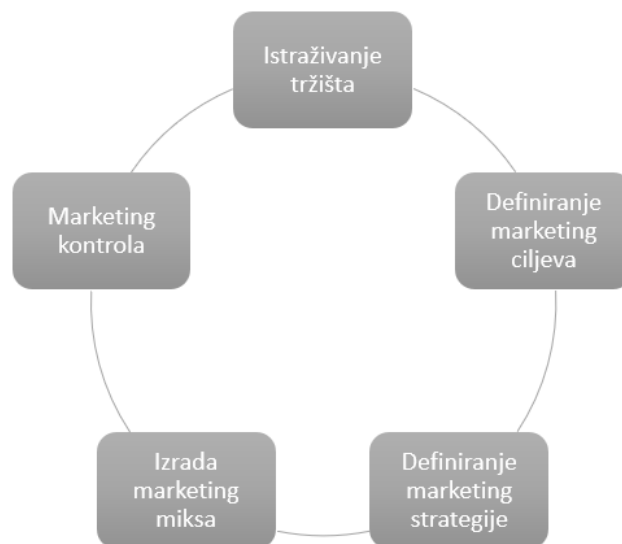 Istraživanje
tržišta
Definiranje
marketing
ciljeva
Definiranje
marketing
strategije
Izrada
marketing
miksa
Marketing
kontrola